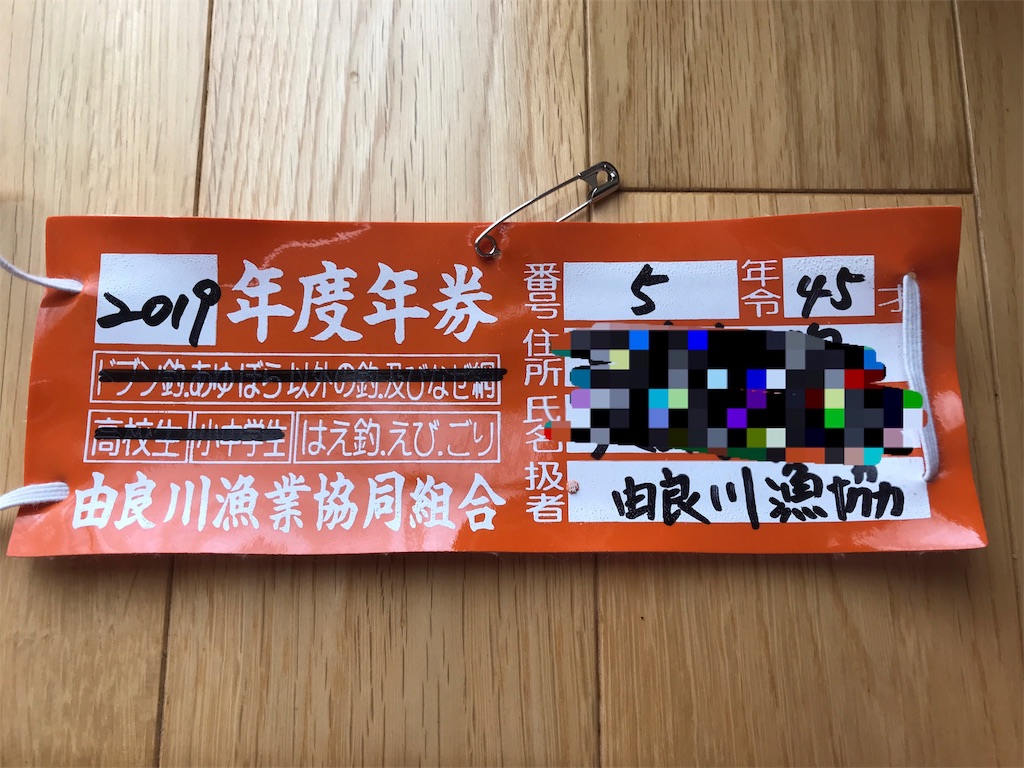 2019年度年券
ドブン釣.あゆぼう以外の釣.及びなぜ網
高校生 小中学生 はえ釣.えび.ごり
由良川漁業協同組合
番号 5 年令 45 才
住所
氏名
扱者 由良川漁協